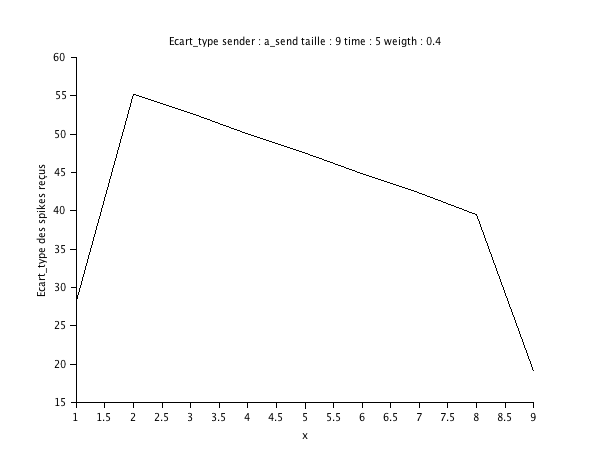 Ecart_type sender : a_send taille : 9 time : 5 weigth : 0.4
60
55
50
45
40
35
30
25
20
15
Ecart_type des spikes reçus
1 1.5 2 2.5 3 3.5 4 4.5 5 5.5 6 6.5 7 7.5 8 8.5 9
x